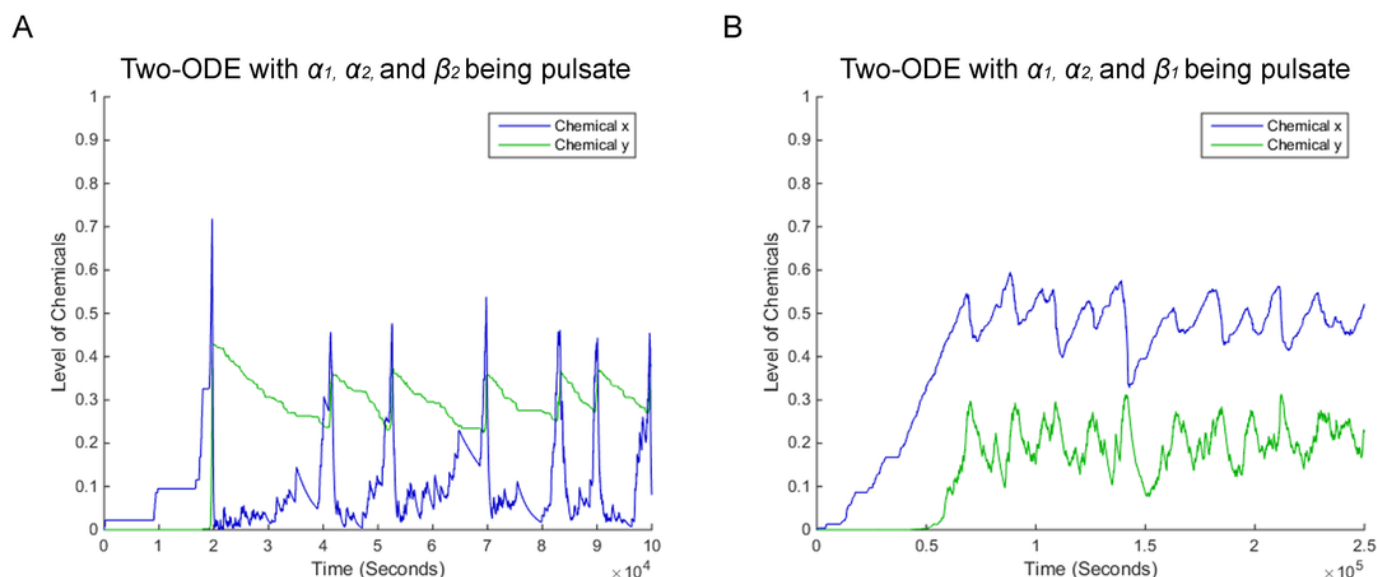 A
Two-ODE with α1, α2, and β2 being pulsate
1
0.9
0.8
0.7
0.6
0.5
0.4
0.3
0.2
0.1
0
Level of Chemicals
Chemical x
Chemical y
0 1 2 3 4 5 6 7 8 9 10
Time (Seconds)
×10^4
B
Two-ODE with α1, α2, and β1 being pulsate
1
0.9
0.8
0.7
0.6
0.5
0.4
0.3
0.2
0.1
0
Level of Chemicals
Chemical x
Chemical y
0 0.5 1 1.5 2 2.5
Time (Seconds)
×10^5